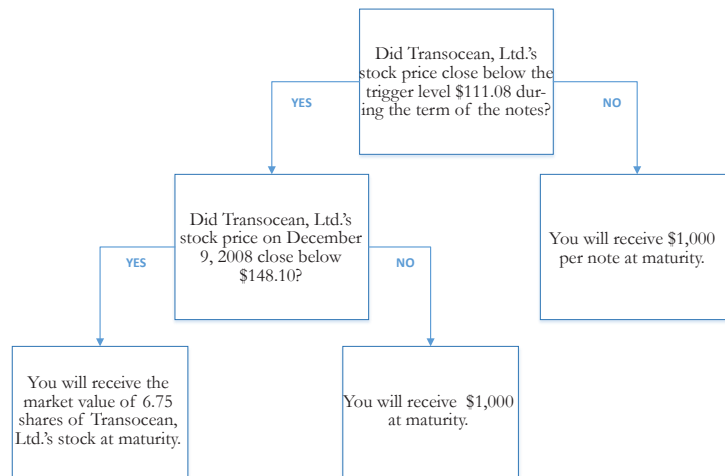 Did Transocean, Ltd.'s
stock price close below the
trigger level $111.08 dur-
ing the term of the notes?
YES
NO
Did Transocean, Ltd.'s
stock price on December
9, 2008 close below
$148.10?
You will receive $1,000
per note at maturity.
YES
NO
You will receive the
market value of 6.75
shares of Transocean,
Ltd.'s stock at maturity.
You will receive $1,000
at maturity.